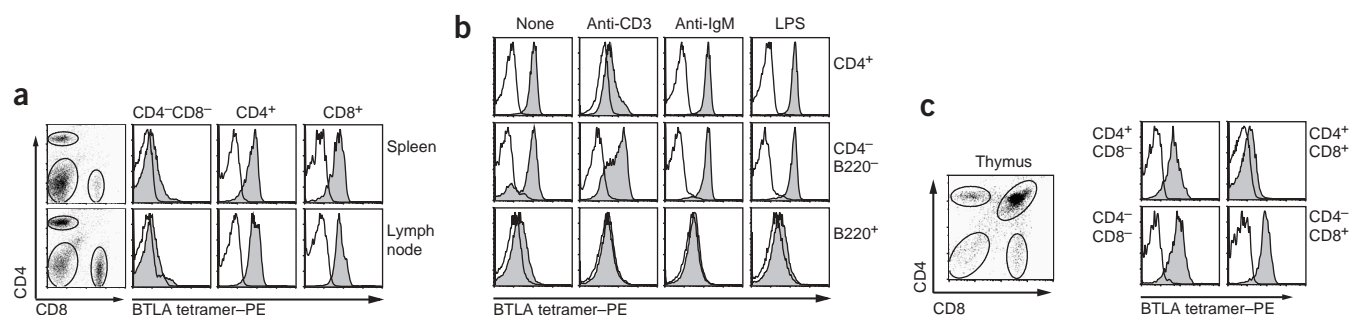 a
CD4⁻CD8⁻
CD4⁺
CD8⁺
Spleen
Lymph
node
CD4
CD8
BTLA tetramer–PE
b
None
Anti-CD3
Anti-IgM
LPS
CD4⁺
CD4⁻
B220⁻
B220⁺
BTLA tetramer–PE
c
Thymus
CD4
CD8
CD4⁺
CD8⁻
CD4⁺
CD8⁺
CD4⁻
CD8⁻
CD4⁻
CD8⁺
BTLA tetramer–PE